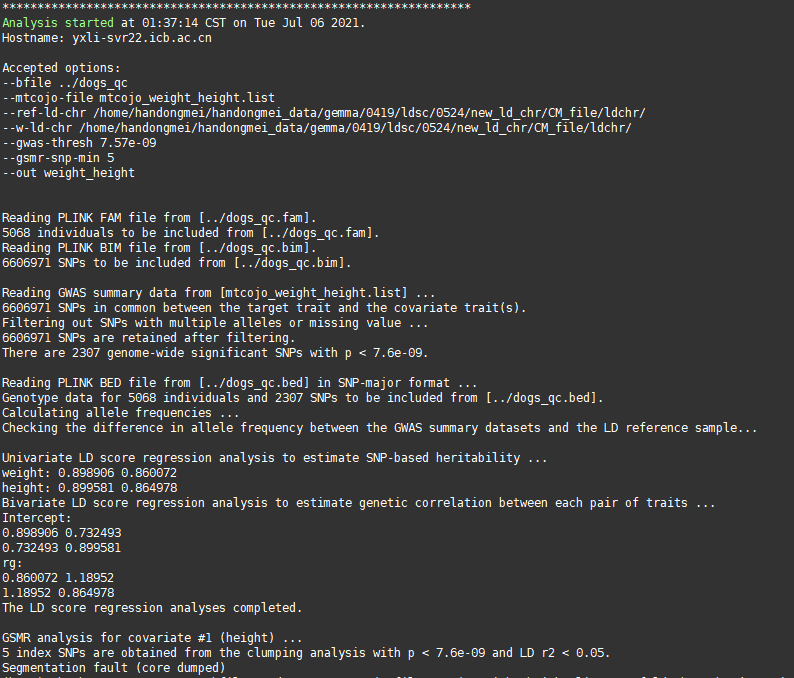 *******************************************************************
Analysis started at 01:37:14 CST on Tue Jul 06 2021.
Hostname: yxli-svr22.icb.ac.cn
Accepted options:
--bfile ../dogs_qc
--mtcojo-file mtcojo_weight_height.list
--ref-ld-chr /home/handongmei/handongmei_data/gemma/0419/ldsc/0524/new_ld_chr/CM_file/ldchr/
--w-ld-chr /home/handongmei/handongmei_data/gemma/0419/ldsc/0524/new_ld_chr/CM_file/ldchr/
--gwas-thresh 7.57e-09
--gsmr-snp-min 5
--out weight_height
Reading PLINK FAM file from [../dogs_qc.fam].
5068 individuals to be included from [../dogs_qc.fam].
Reading PLINK BIM file from [../dogs_qc.bim].
6606971 SNPs to be included from [../dogs_qc.bim].
Reading GWAS summary data from [mtcojo_weight_height.list] ...
6606971 SNPs in common between the target trait and the covariate trait(s).
Filtering out SNPs with multiple alleles or missing value ...
6606971 SNPs are retained after filtering.
There are 2307 genome-wide significant SNPs with p < 7.6e-09.
Reading PLINK BED file from [../dogs_qc.bed] in SNP-major format ...
Genotype data for 5068 individuals and 2307 SNPs to be included from [../dogs_qc.bed].
Calculating allele frequencies ...
Checking the difference in allele frequency between the GWAS summary datasets and the LD reference sample...
Univariate LD score regression analysis to estimate SNP-based heritability ...
weight: 0.898906 0.860072
height: 0.899581 0.864978
Bivariate LD score regression analysis to estimate genetic correlation between each pair of traits ...
Intercept:
0.898906 0.732493
0.732493 0.899581
rg:
0.860072 1.18952
1.18952 0.864978
The LD score regression analyses completed.
GSMR analysis for covariate #1 (height) ...
5 index SNPs are obtained from the clumping analysis with p < 7.6e-09 and LD r2 < 0.05.
Segmentation fault (core dumped)